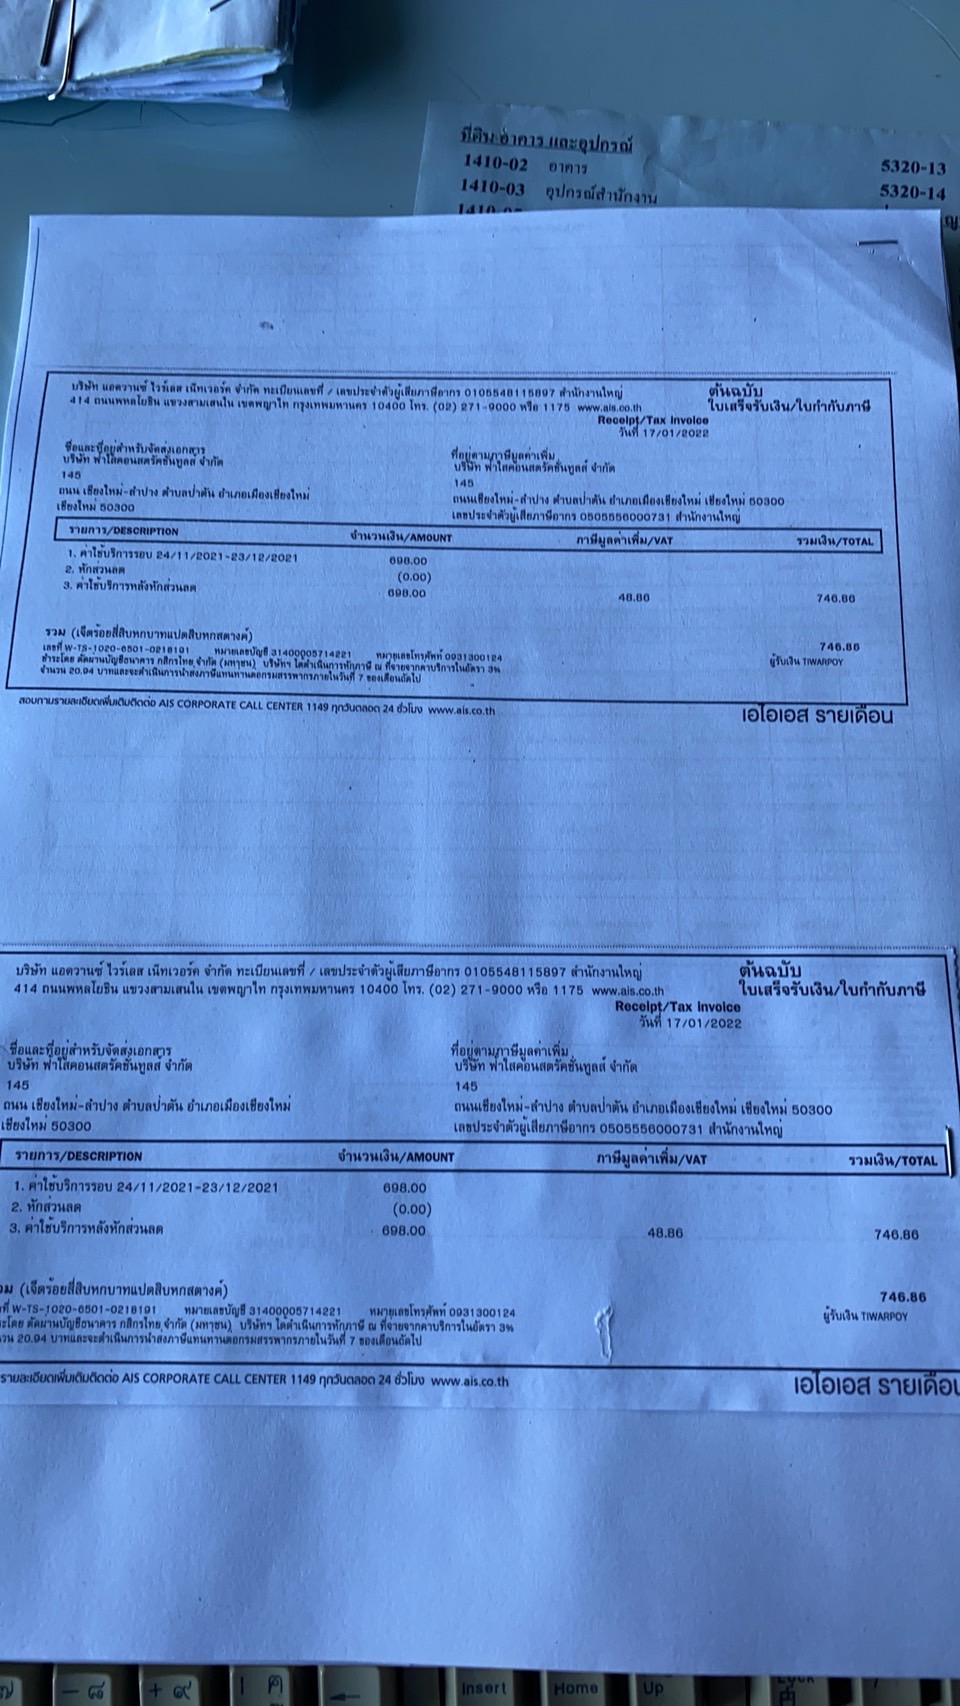 ที่ดิน อาคาร และอุปกรณ์
1410-02 อาคาร 5320-13
1410-03 อุปกรณ์สำนักงาน 5320-14
บริษัท แอดวานซ์ ไวร์เลส เน็ทเวอร์ค จำกัด ทะเบียนเลขที่ / เลขประจำตัวผู้เสียภาษีอากร 0105548115897 สำนักงานใหญ่ ต้นฉบับ
414 ถนนพหลโยธิน แขวงสามเสนใน เขตพญาไท กรุงเทพมหานคร 10400 โทร. (02) 271-9000 หรือ 1175 www.ais.co.th ใบเสร็จรับเงิน/ใบกำกับภาษี
Receipt/Tax Invoice
วันที่ 17/01/2022
ชื่อและที่อยู่สำหรับจัดส่งเอกสาร ที่อยู่ตามภาษีมูลค่าเพิ่ม
บริษัท ฟ้าใสคอนสตรัคชั่นทูลส์ จำกัด บริษัท ฟ้าใสคอนสตรัคชั่นทูลส์ จำกัด
145 145
ถนน เชียงใหม่-ลำปาง ตำบลป่าตัน อำเภอเมืองเชียงใหม่ ถนนเชียงใหม่-ลำปาง ตำบลป่าตัน อำเภอเมืองเชียงใหม่ เชียงใหม่ 50300
เชียงใหม่ 50300 เลขประจำตัวผู้เสียภาษีอากร 0505556000731 สำนักงานใหญ่
รายการ/DESCRIPTION จำนวนเงิน/AMOUNT ภาษีมูลค่าเพิ่ม/VAT รวมเงิน/TOTAL
1. ค่าใช้บริการรอบ 24/11/2021-23/12/2021 698.00
2. หักส่วนลด (0.00)
3. ค่าใช้บริการหลังหักส่วนลด 698.00 48.86 746.86
รวม (เจ็ดร้อยสี่สิบหกบาทแปดสิบหกสตางค์) 746.86
เลขที่ W-TS-1020-6501-0218191 หมายเลขบัญชี 31400005714221 หมายเลขโทรศัพท์ 0931300124 ผู้รับเงิน TIWARPOY
ชำระโดย ตัดผ่านบัญชีธนาคาร กสิกรไทย จำกัด (มหาชน) บริษัทฯ ได้ดำเนินการหักภาษี ณ ที่จ่ายจากค่าบริการในอัตรา 3%
จำนวน 20.94 บาทและจะดำเนินการนำส่งภาษีแทนท่านต่อกรมสรรพากรภายในวันที่ 7 ของเดือนถัดไป
สอบถามรายละเอียดเพิ่มเติมติดต่อ AIS CORPORATE CALL CENTER 1149 ทุกวันตลอด 24 ชั่วโมง www.ais.co.th เอไอเอส รายเดือน
บริษัท แอดวานซ์ ไวร์เลส เน็ทเวอร์ค จำกัด ทะเบียนเลขที่ / เลขประจำตัวผู้เสียภาษีอากร 0105548115897 สำนักงานใหญ่ ต้นฉบับ
414 ถนนพหลโยธิน แขวงสามเสนใน เขตพญาไท กรุงเทพมหานคร 10400 โทร. (02) 271-9000 หรือ 1175 www.ais.co.th ใบเสร็จรับเงิน/ใบกำกับภาษี
Receipt/Tax Invoice
วันที่ 17/01/2022
ชื่อและที่อยู่สำหรับจัดส่งเอกสาร ที่อยู่ตามภาษีมูลค่าเพิ่ม
บริษัท ฟ้าใสคอนสตรัคชั่นทูลส์ จำกัด บริษัท ฟ้าใสคอนสตรัคชั่นทูลส์ จำกัด
145 145
ถนน เชียงใหม่-ลำปาง ตำบลป่าตัน อำเภอเมืองเชียงใหม่ ถนนเชียงใหม่-ลำปาง ตำบลป่าตัน อำเภอเมืองเชียงใหม่ เชียงใหม่ 50300
เชียงใหม่ 50300 เลขประจำตัวผู้เสียภาษีอากร 0505556000731 สำนักงานใหญ่
รายการ/DESCRIPTION จำนวนเงิน/AMOUNT ภาษีมูลค่าเพิ่ม/VAT รวมเงิน/TOTAL
1. ค่าใช้บริการรอบ 24/11/2021-23/12/2021 698.00
2. หักส่วนลด (0.00)
3. ค่าใช้บริการหลังหักส่วนลด 698.00 48.86 746.86
วม (เจ็ดร้อยสี่สิบหกบาทแปดสิบหกสตางค์) 746.86
ที่ W-TS-1020-6501-0218191 หมายเลขบัญชี 31400005714221 หมายเลขโทรศัพท์ 0931300124 ผู้รับเงิน TIWARPOY
ะโดย ตัดผ่านบัญชีธนาคาร กสิกรไทย จำกัด (มหาชน) บริษัทฯ ได้ดำเนินการหักภาษี ณ ที่จ่ายจากค่าบริการในอัตรา 3%
วน 20.94 บาทและจะดำเนินการนำส่งภาษีแทนท่านต่อกรมสรรพากรภายในวันที่ 7 ของเดือนถัดไป
รายละเอียดเพิ่มเติมติดต่อ AIS CORPORATE CALL CENTER 1149 ทุกวันตลอด 24 ชั่วโมง www.ais.co.th เอไอเอส รายเดือน
Insert Home Up